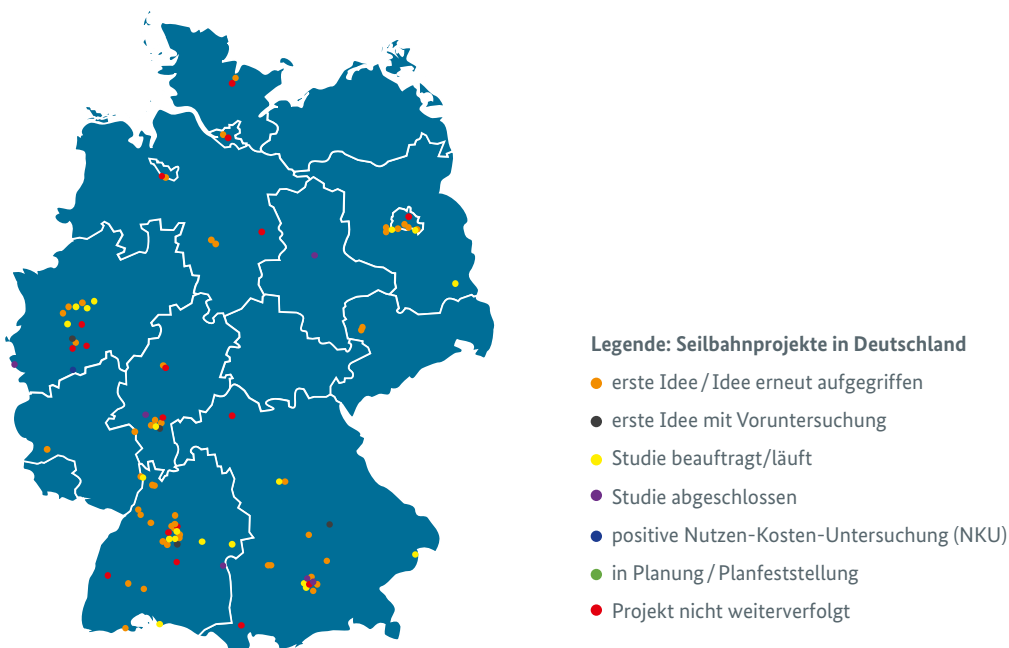 Legende: Seilbahnprojekte in Deutschland
erste Idee / Idee erneut aufgegriffen
erste Idee mit Voruntersuchung
Studie beauftragt/läuft
Studie abgeschlossen
positive Nutzen-Kosten-Untersuchung (NKU)
in Planung / Planfeststellung
Projekt nicht weiterverfolgt